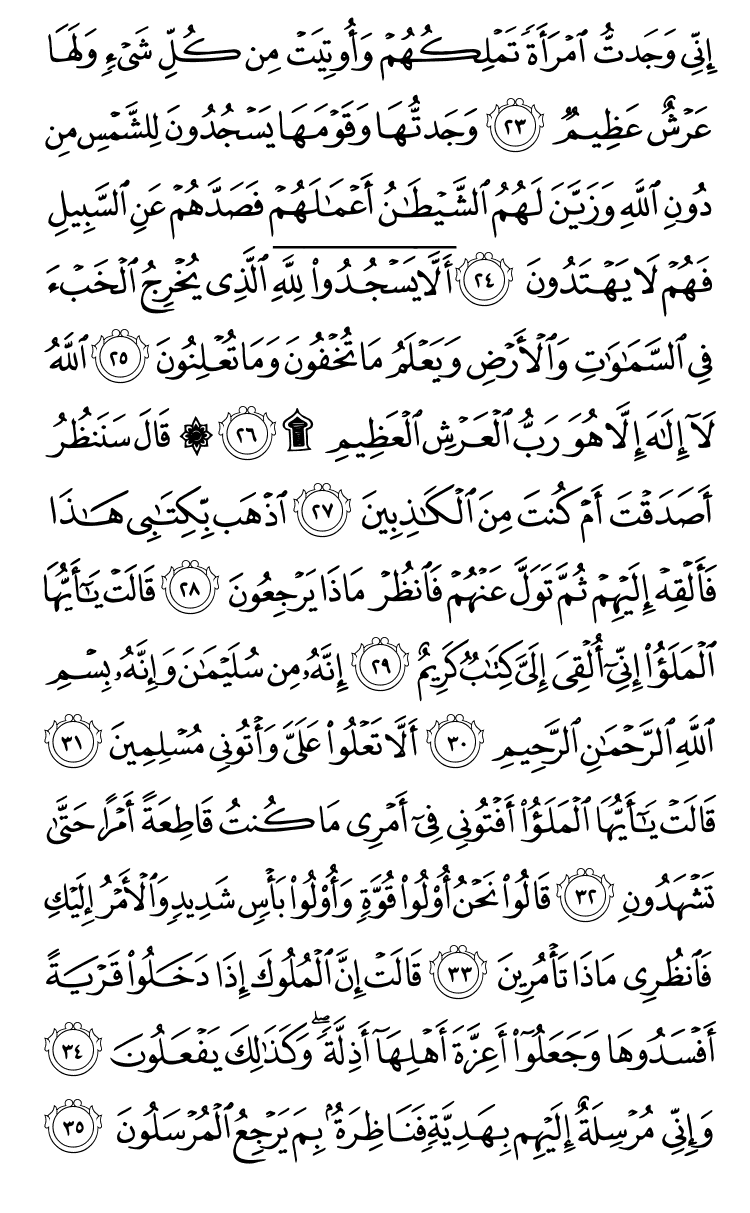 إِنِّي وَجَدتُّ ٱمۡرَأَةٗ تَمۡلِكُهُمۡ وَأُوتِيَتۡ مِن كُلِّ شَيۡءٖ وَلَهَا
عَرۡشٌ عَظِيمٞ ٢٣ وَجَدتُّهَا وَقَوۡمَهَا يَسۡجُدُونَ لِلشَّمۡسِ مِن
دُونِ ٱللَّهِ وَزَيَّنَ لَهُمُ ٱلشَّيۡطَٰنُ أَعۡمَٰلَهُمۡ فَصَدَّهُمۡ عَنِ ٱلسَّبِيلِ
فَهُمۡ لَا يَهۡتَدُونَ ٢٤ أَلَّا يَسۡجُدُواْۤ لِلَّهِ ٱلَّذِي يُخۡرِجُ ٱلۡخَبۡءَ
فِي ٱلسَّمَٰوَٰتِ وَٱلۡأَرۡضِ وَيَعۡلَمُ مَا تُخۡفُونَ وَمَا تُعۡلِنُونَ ٢٥ ٱللَّهُ
لَآ إِلَٰهَ إِلَّا هُوَ رَبُّ ٱلۡعَرۡشِ ٱلۡعَظِيمِ ۩ ٢٦ ۞ قَالَ سَنَنظُرُ
أَصَدَقۡتَ أَمۡ كُنتَ مِنَ ٱلۡكَٰذِبِينَ ٢٧ ٱذۡهَب بِّكِتَٰبِي هَٰذَا
فَأَلۡقِهۡ إِلَيۡهِمۡ ثُمَّ تَوَلَّ عَنۡهُمۡ فَٱنظُرۡ مَاذَا يَرۡجِعُونَ ٢٨ قَالَتۡ يَٰٓأَيُّهَا
ٱلۡمَلَؤُاْ إِنِّيٓ أُلۡقِيَ إِلَيَّ كِتَٰبٞ كَرِيمٌ ٢٩ إِنَّهُۥ مِن سُلَيۡمَٰنَ وَإِنَّهُۥ بِسۡمِ
ٱللَّهِ ٱلرَّحۡمَٰنِ ٱلرَّحِيمِ ٣٠ أَلَّا تَعۡلُواْ عَلَيَّ وَأۡتُونِي مُسۡلِمِينَ ٣١
قَالَتۡ يَٰٓأَيُّهَا ٱلۡمَلَؤُاْ أَفۡتُونِي فِيٓ أَمۡرِي مَا كُنتُ قَاطِعَةً أَمۡرًا حَتَّىٰ
تَشۡهَدُونِ ٣٢ قَالُواْ نَحۡنُ أُوْلُواْ قُوَّةٖ وَأُوْلُواْ بَأۡسٖ شَدِيدٖ وَٱلۡأَمۡرُ إِلَيۡكِ
فَٱنظُرِي مَاذَا تَأۡمُرِينَ ٣٣ قَالَتۡ إِنَّ ٱلۡمُلُوكَ إِذَا دَخَلُواْ قَرۡيَةً
أَفۡسَدُوهَا وَجَعَلُوٓاْ أَعِزَّةَ أَهۡلِهَآ أَذِلَّةٗۚ وَكَذَٰلِكَ يَفۡعَلُونَ ٣٤
وَإِنِّي مُرۡسِلَةٌ إِلَيۡهِم بِهَدِيَّةٖ فَنَاظِرَةُۢ بِمَ يَرۡجِعُ ٱلۡمُرۡسَلُونَ ٣٥